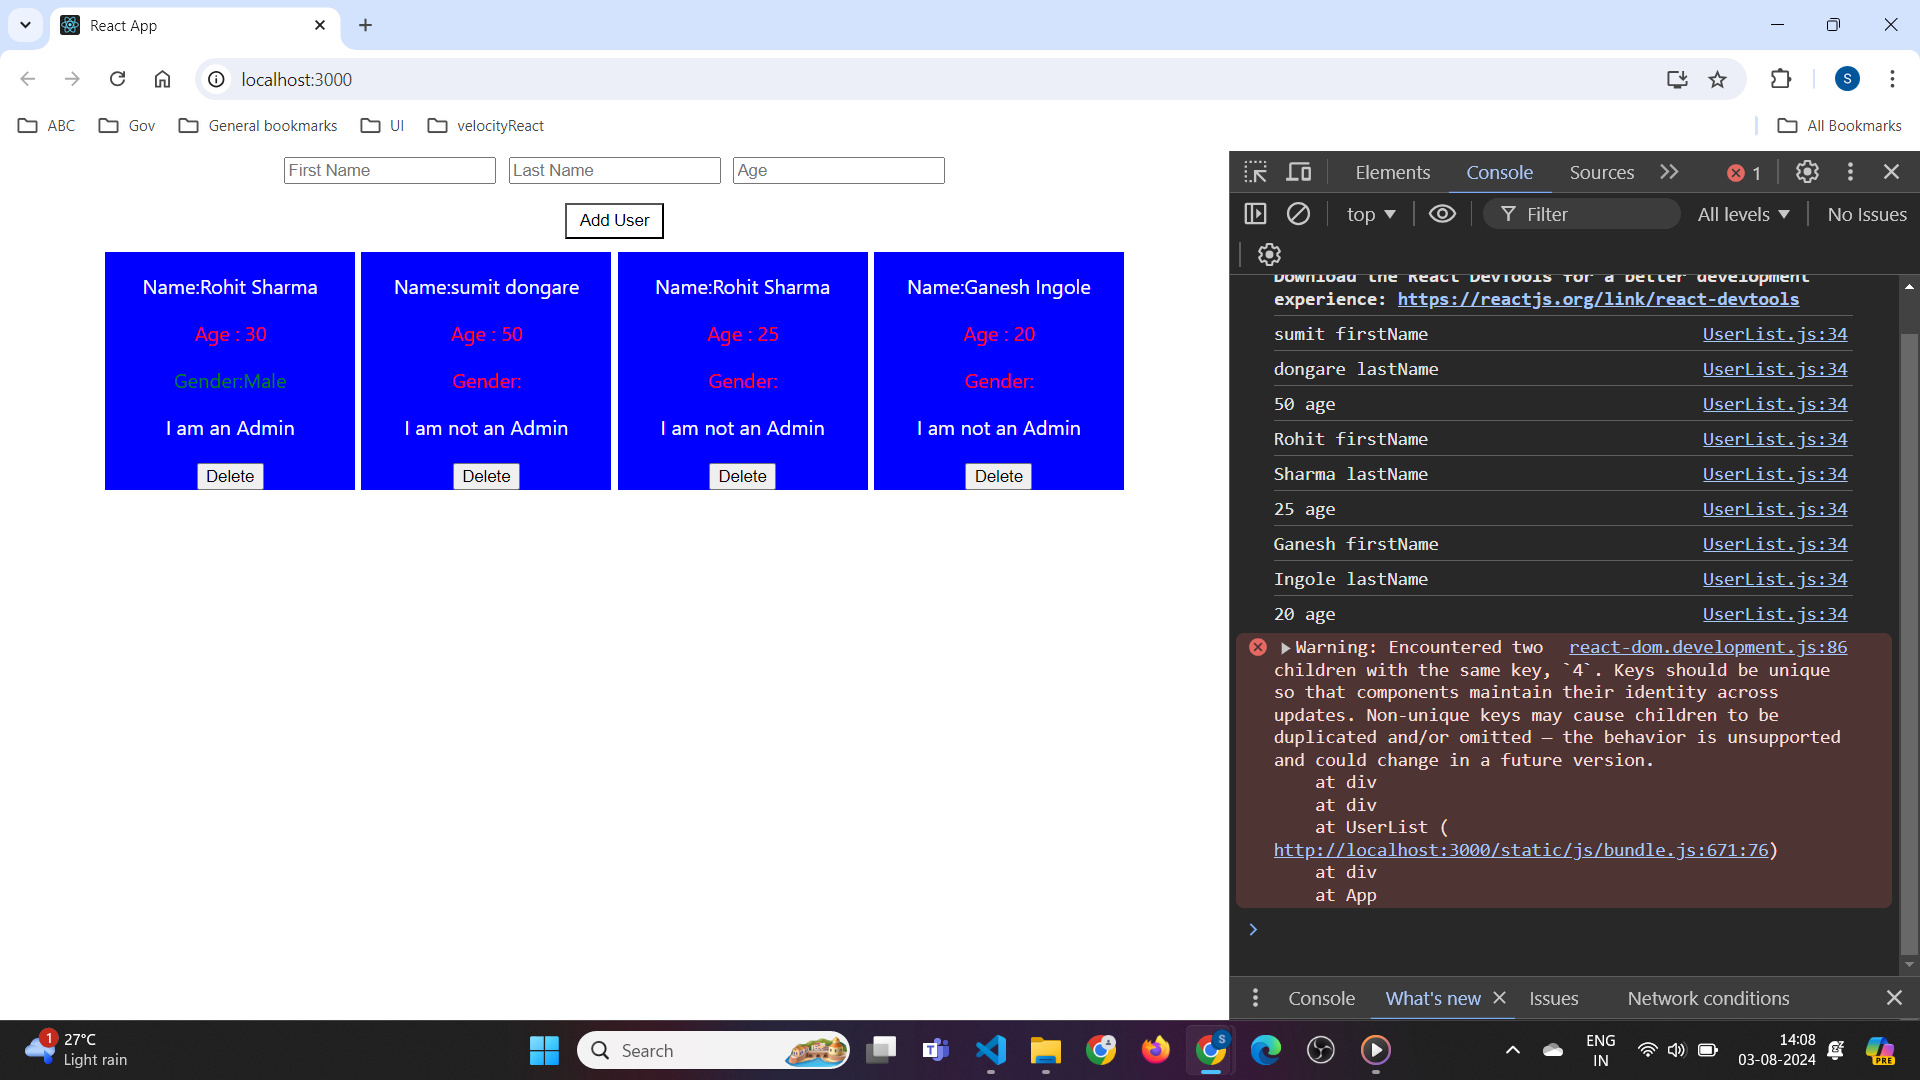 React App
localhost:3000
ABC
Gov
General bookmarks
UI
velocityReact
All Bookmarks
First Name
Last Name
Age
Add User
Name:Rohit Sharma
Age : 30
Gender:Male
I am an Admin
Delete
Name:sumit dongare
Age : 50
Gender:
I am not an Admin
Delete
Name:Rohit Sharma
Age : 25
Gender:
I am not an Admin
Delete
Name:Ganesh Ingole
Age : 20
Gender:
I am not an Admin
Delete
Elements
Console
Sources
1
top
Filter
All levels
No Issues
Download the React DevTools for a better development
experience: https://reactjs.org/link/react-devtools
sumit firstName UserList.js:34
dongare lastName UserList.js:34
50 age UserList.js:34
Rohit firstName UserList.js:34
Sharma lastName UserList.js:34
25 age UserList.js:34
Ganesh firstName UserList.js:34
Ingole lastName UserList.js:34
20 age UserList.js:34
Warning: Encountered two react-dom.development.js:86
children with the same key, `4`. Keys should be unique
so that components maintain their identity across
updates. Non-unique keys may cause children to be
duplicated and/or omitted — the behavior is unsupported
and could change in a future version.
at div
at div
at UserList (
http://localhost:3000/static/js/bundle.js:671:76)
at div
at App
Console
What's new
Issues
Network conditions
S
1
27°C
Light rain
Search
S
ENG
IN
14:08
03-08-2024
PRE